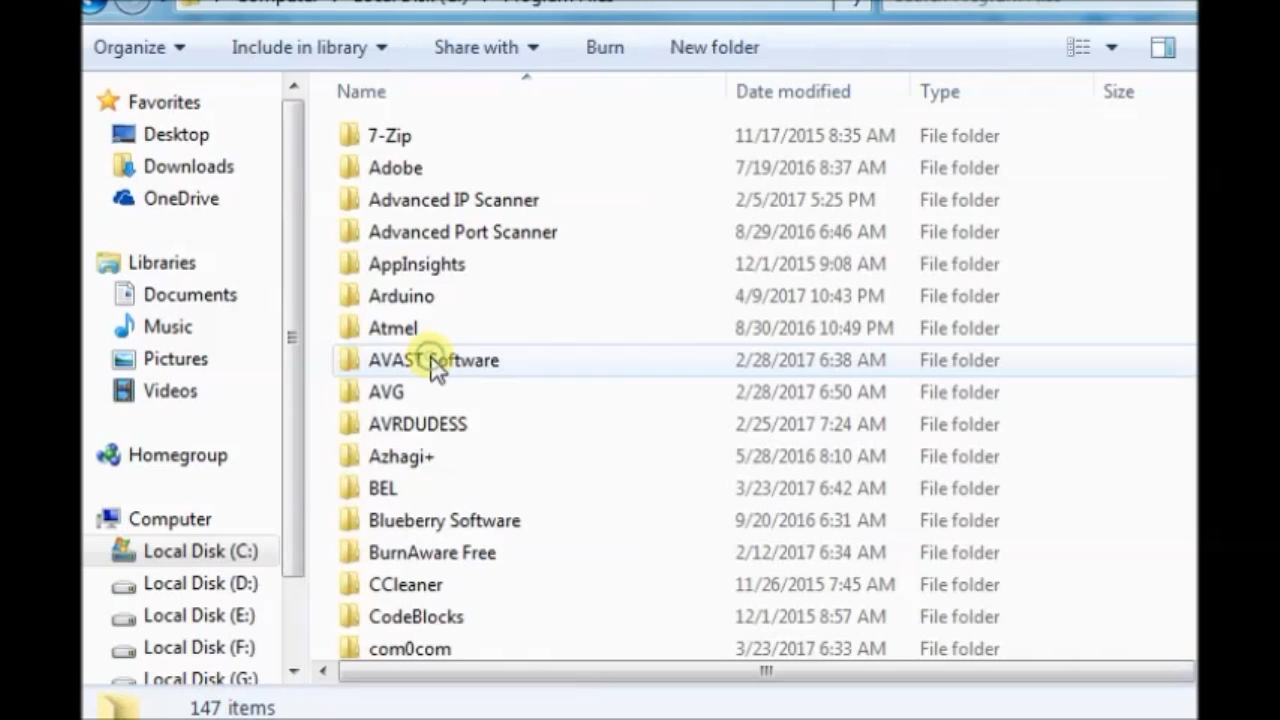 Computer Local Disk (C:) Program Files Search Program Files
Organize Include in library Share with Burn New folder
Name Date modified Type Size
Favorites
Desktop
Downloads
OneDrive
Libraries
Documents
Music
Pictures
Videos
Homegroup
Computer
Local Disk (C:)
Local Disk (D:)
Local Disk (E:)
Local Disk (F:)
Local Disk (G:)
7-Zip 11/17/2015 8:35 AM File folder
Adobe 7/19/2016 8:37 AM File folder
Advanced IP Scanner 2/5/2017 5:25 PM File folder
Advanced Port Scanner 8/29/2016 6:46 AM File folder
AppInsights 12/1/2015 9:08 AM File folder
Arduino 4/9/2017 10:43 PM File folder
Atmel 8/30/2016 10:49 PM File folder
AVAST Software 2/28/2017 6:38 AM File folder
AVG 2/28/2017 6:50 AM File folder
AVRDUDESS 2/25/2017 7:24 AM File folder
Azhagi+ 5/28/2016 8:10 AM File folder
BEL 3/23/2017 6:42 AM File folder
Blueberry Software 9/20/2016 6:31 AM File folder
BurnAware Free 2/12/2017 6:34 AM File folder
CCleaner 11/26/2015 7:45 AM File folder
CodeBlocks 12/1/2015 8:57 AM File folder
com0com 3/23/2017 6:33 AM File folder
147 items